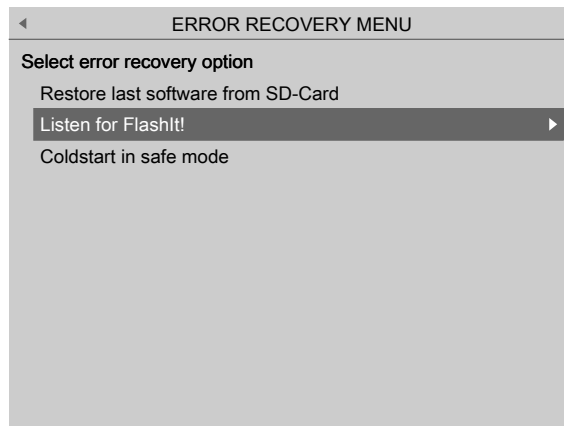 ERROR RECOVERY MENU
Select error recovery option
Restore last software from SD-Card
Listen for FlashIt!
Coldstart in safe mode